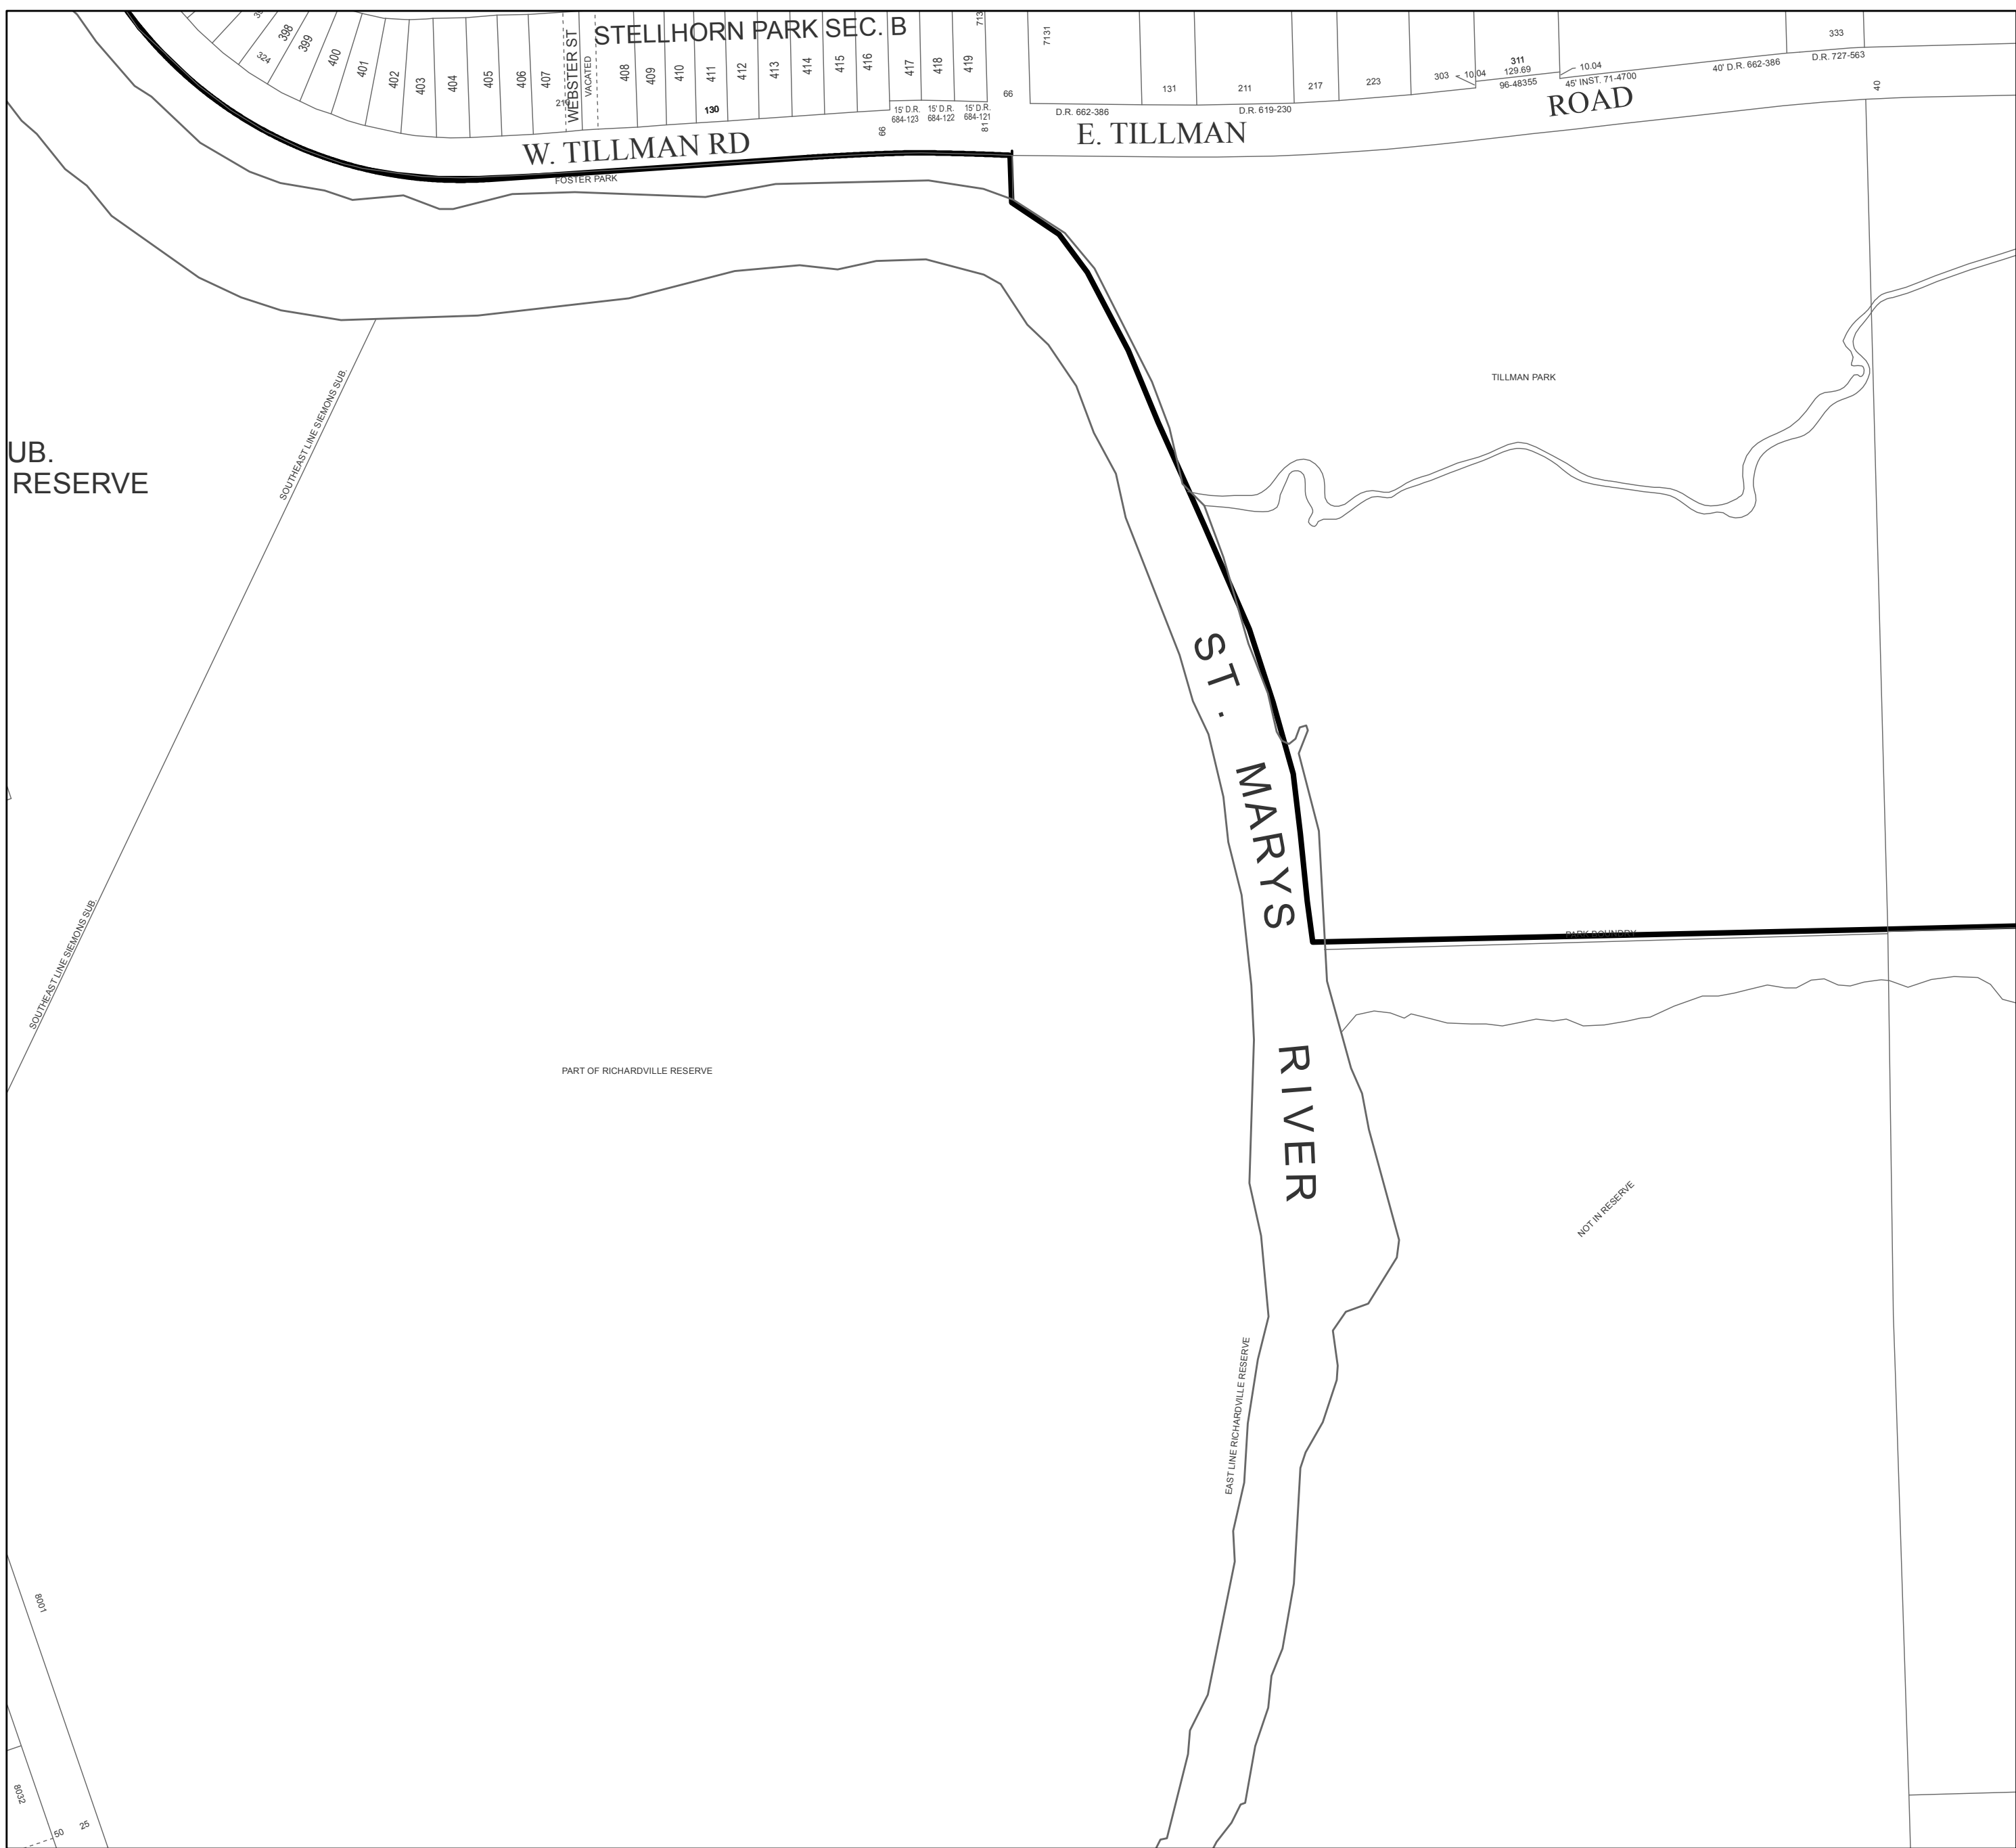 STELLHORN PARK SEC. B
WEBSTER ST
VACATED
398
399
400
401
402
403
404
405
406
407
408
409
410
411
412
413
414
415
416
417
418
419
324
130
7131
66
131
211
217
223
303
10.04
311
129.69
96-48355
10.04
45' INST. 71-4700
40' D.R. 662-386
333
D.R. 727-563
40
15' D.R.
684-123
15' D.R.
684-122
15' D.R.
684-121
66
81
D.R. 662-386
D.R. 619-230
W. TILLMAN RD
E. TILLMAN
ROAD
FOSTER PARK
TILLMAN PARK
UB.
RESERVE
SOUTHEAST LINE SIEMONS SUB.
SOUTHEAST LINE SIEMONS SUB.
ST. MARYS RIVER
PARK BOUNDRY
PART OF RICHARDVILLE RESERVE
NOT IN RESERVE
EAST LINE RICHARDVILLE RESERVE
8001
8032
50
25